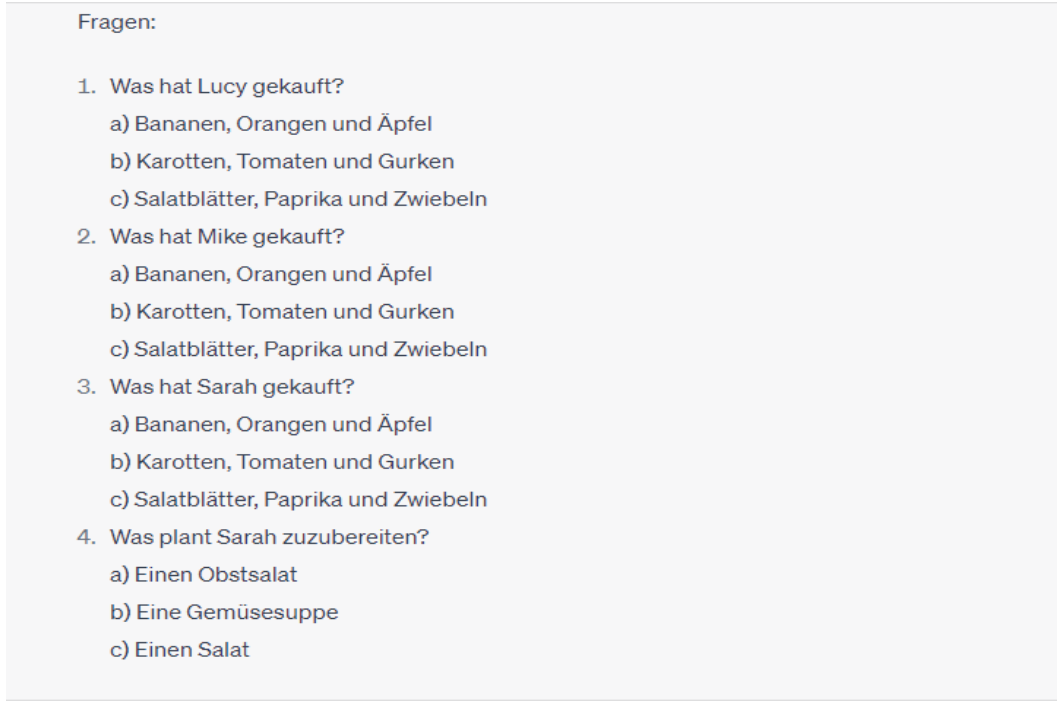 Fragen:
1. Was hat Lucy gekauft?
a) Bananen, Orangen und Äpfel
b) Karotten, Tomaten und Gurken
c) Salatblätter, Paprika und Zwiebeln
2. Was hat Mike gekauft?
a) Bananen, Orangen und Äpfel
b) Karotten, Tomaten und Gurken
c) Salatblätter, Paprika und Zwiebeln
3. Was hat Sarah gekauft?
a) Bananen, Orangen und Äpfel
b) Karotten, Tomaten und Gurken
c) Salatblätter, Paprika und Zwiebeln
4. Was plant Sarah zuzubereiten?
a) Einen Obstsalat
b) Eine Gemüsesuppe
c) Einen Salat